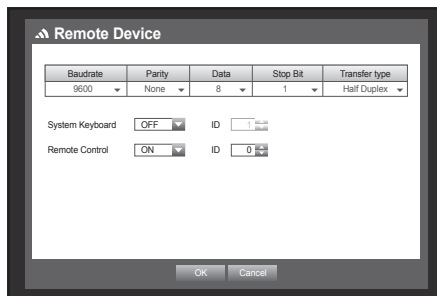 Remote Device
Baudrate Parity Data Stop Bit Transfer type
9600 None 8 1 Half Duplex
System Keyboard OFF ID 1
Remote Control ON ID 0
OK Cancel